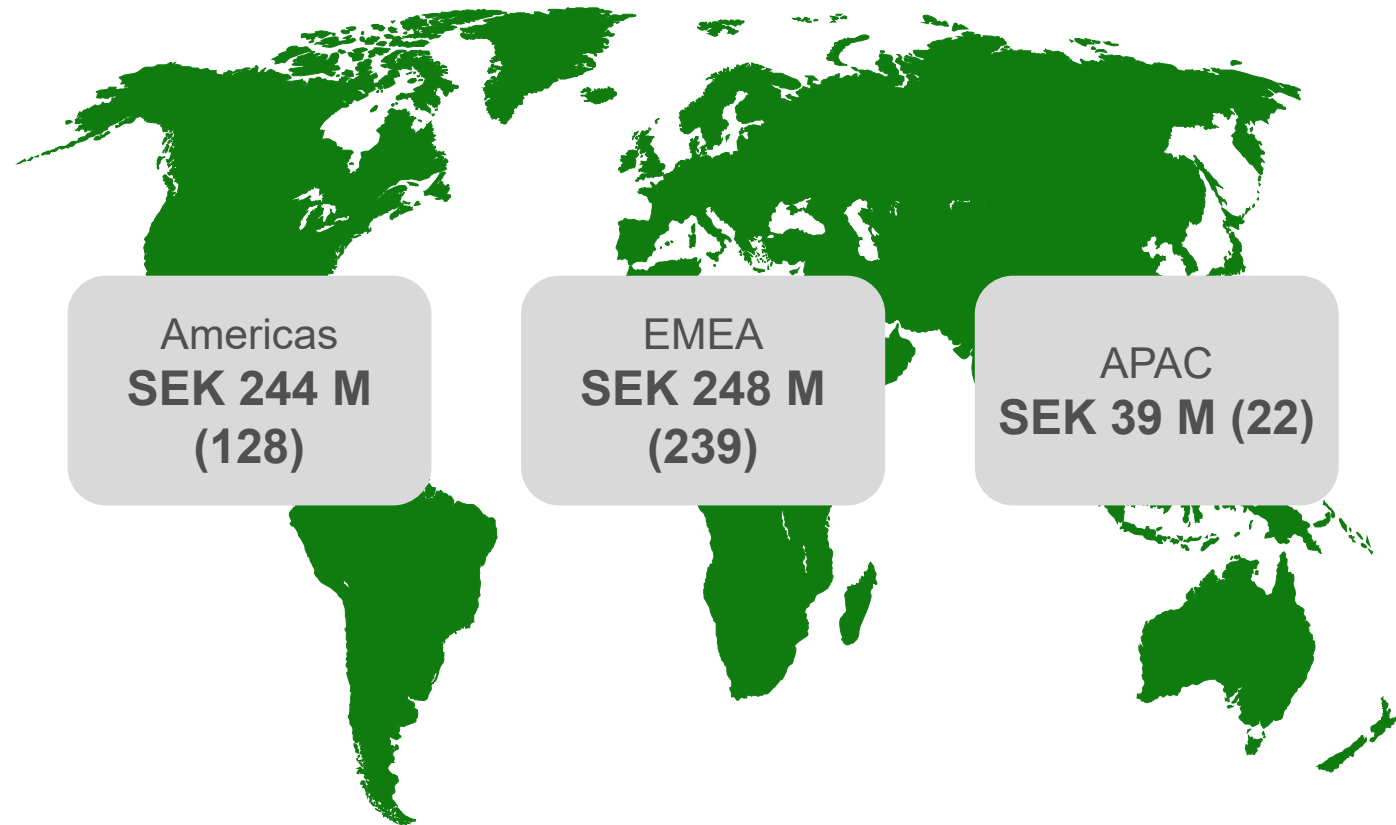 Americas
SEK 244 M
(128)
EMEA
SEK 248 M
(239)
APAC
SEK 39 M (22)